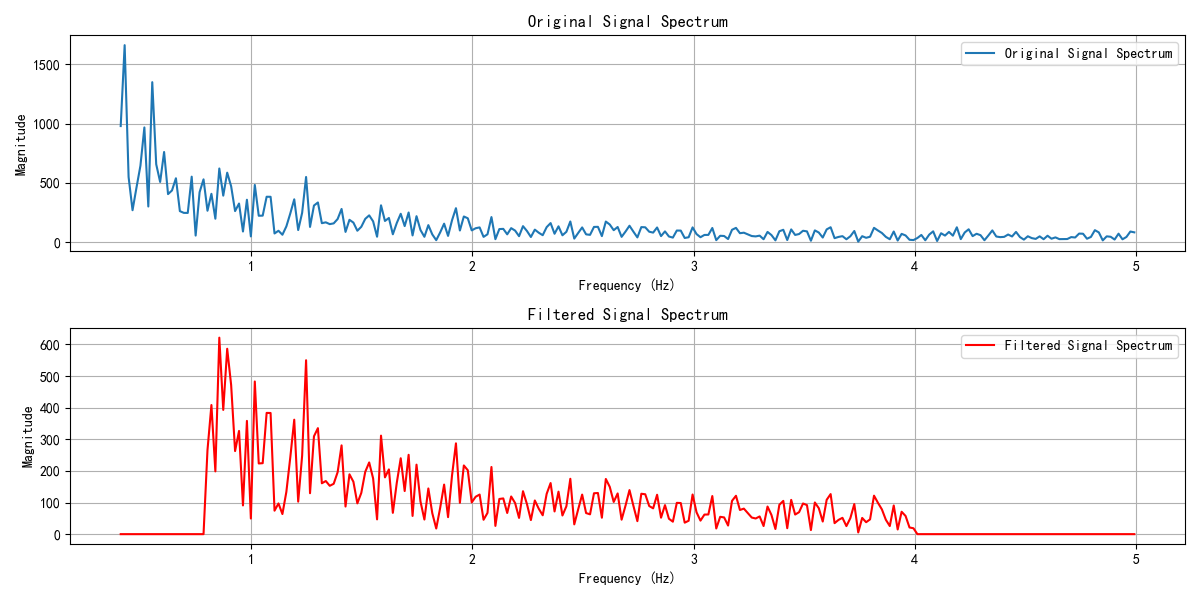 Original Signal Spectrum
Original Signal Spectrum
Magnitude
1500
1000
500
0
1 2 3 4 5
Frequency (Hz)
Filtered Signal Spectrum
Filtered Signal Spectrum
Magnitude
600
500
400
300
200
100
0
1 2 3 4 5
Frequency (Hz)